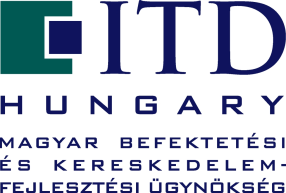 ITD
HUNGARY
MAGYAR BEFEKTETÉSI
ÉS KERESKEDELEM-
FEJLESZTÉSI ÜGYNÖKSÉG